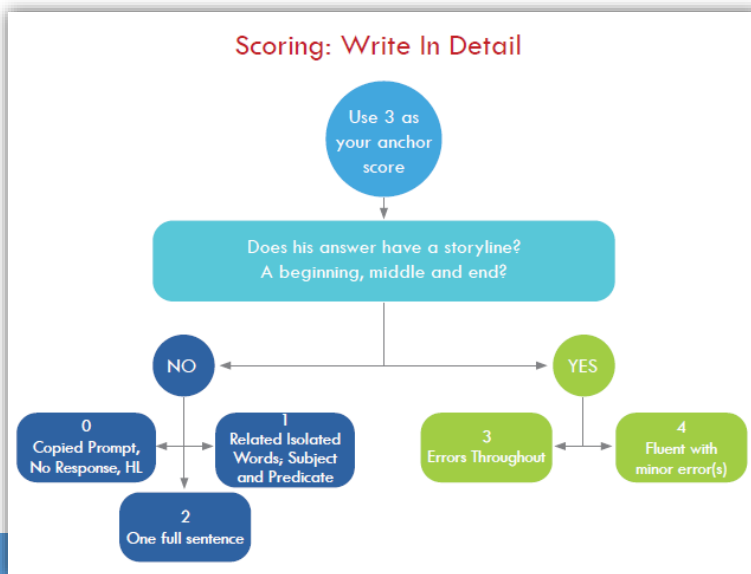 Scoring: Write In Detail
Use 3 as
your anchor
score
Does his answer have a storyline?
A beginning, middle and end?
NO
YES
0
Copied Prompt,
No Response, HL
1
Related Isolated
Words; Subject
and Predicate
2
One full sentence
3
Errors Throughout
4
Fluent with
minor error(s)